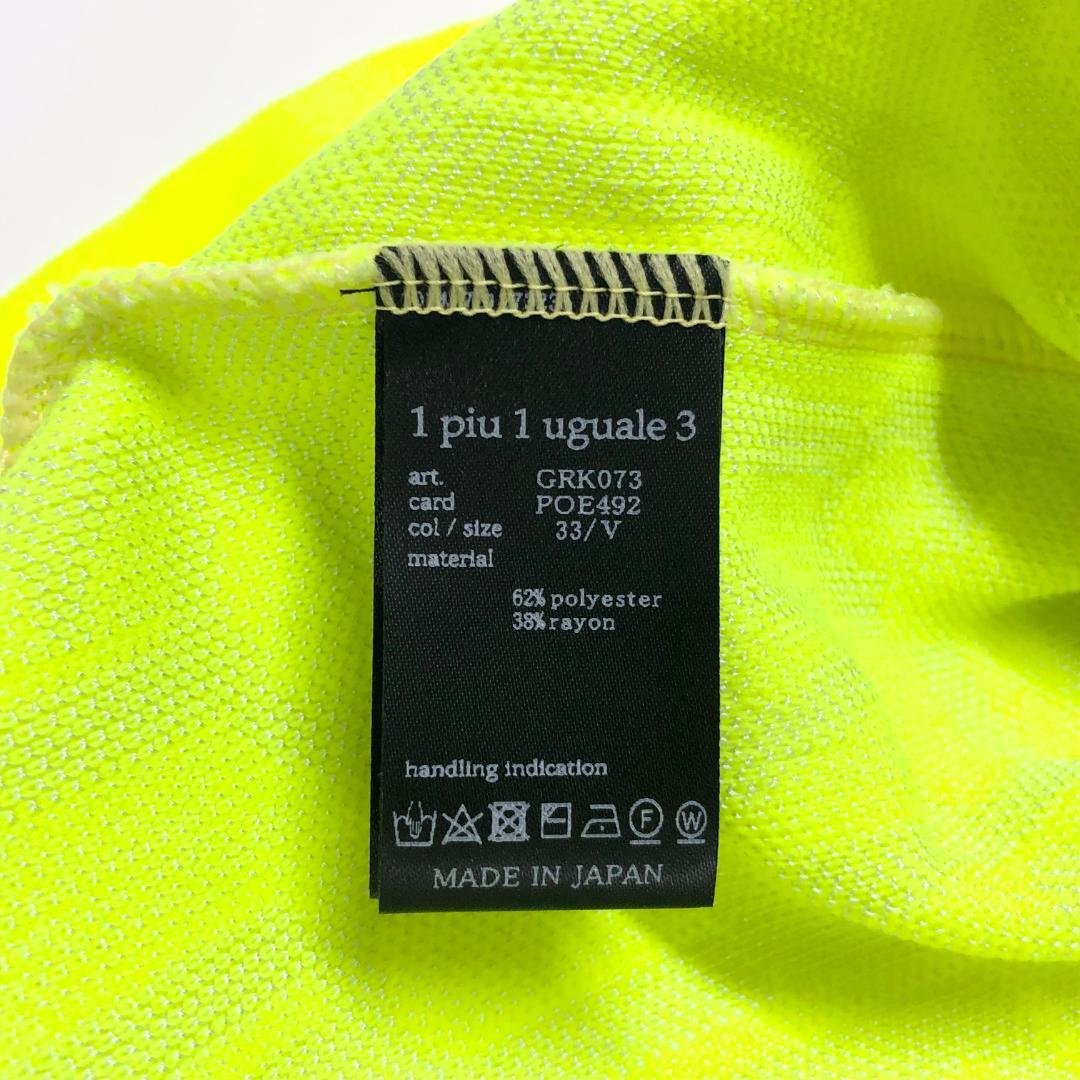 1 piu 1 uguale 3
art. GRK073
card POE492
col / size 33/V
material
62% polyester
38% rayon
handling indication
F W
MADE IN JAPAN